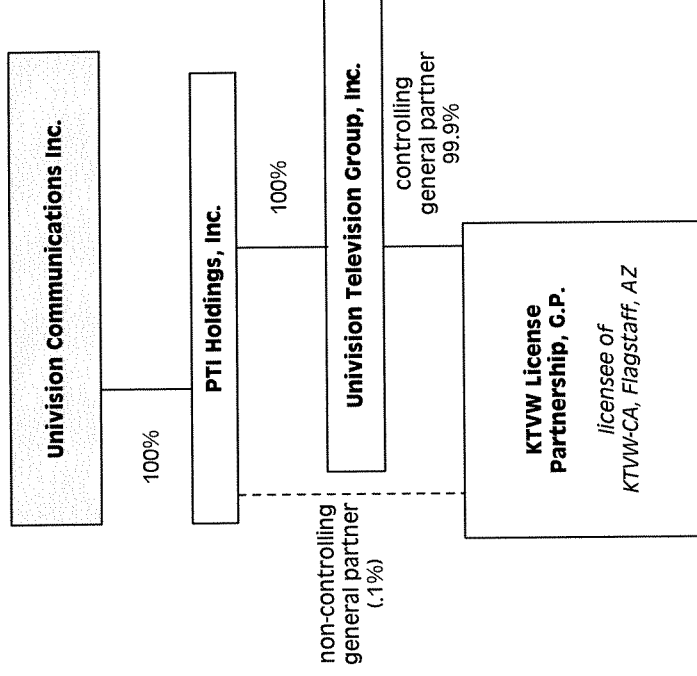 Univision Communications Inc.
100%
PTI Holdings, Inc.
100%
Univision Television Group, Inc.
non-controlling
general partner
(.1%)
controlling
general partner
99.9%
KTVW License
Partnership, G.P.
licensee of
KTVW-CA, Flagstaff, AZ